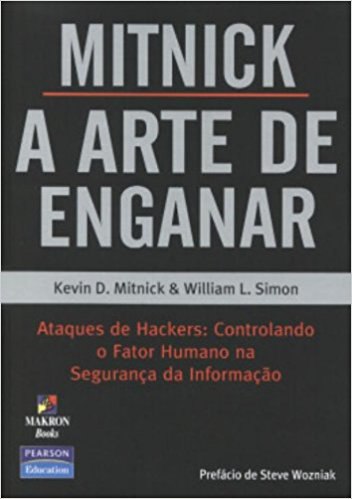 MITNICK
A ARTE DE
ENGANAR
Kevin D. Mitnick & William L. Simon
Ataques de Hackers: Controlando
o Fator Humano na
Segurança da Informação
MAKRON
Books
PEARSON
Education
Prefácio de Steve Wozniak